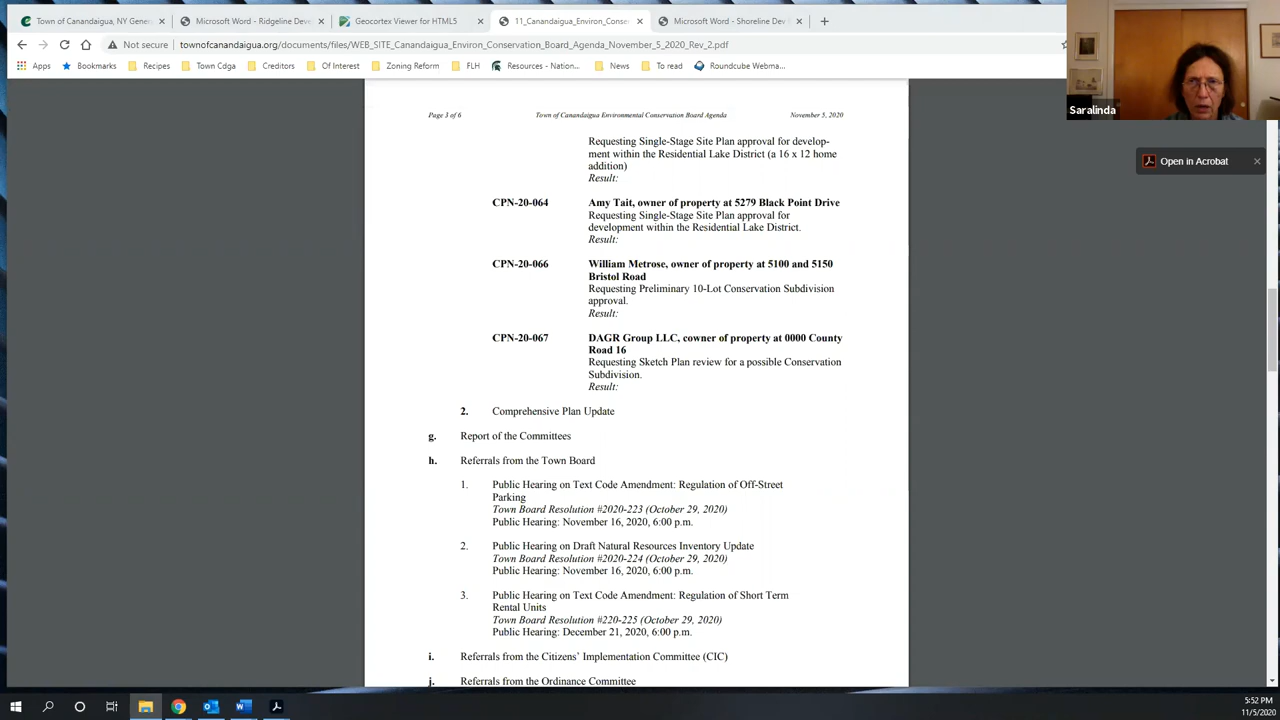 Town of Canandaigua, NY Gener
Microsoft Word - Ridgeline Deve
Geocortex Viewer for HTML5
11_Canandaigua_Environ_Conse
Microsoft Word - Shoreline Dev
Not secure
townofcanandaigua.org/documents/files/WEB_SITE_Canandaigua_Environ_Conservation_Board_Agenda_November_5_2020_Rev_2.pdf
Apps
Bookmarks
Recipes
Town Cdga
Creditors
Of Interest
Zoning Reform
FLH
Resources - Nation...
News
To read
Roundcube Webma...
Saralinda
Open in Acrobat
Page 3 of 6
Town of Canandaigua Environmental Conservation Board Agenda
November 5, 2020
Requesting Single-Stage Site Plan approval for develop-
ment within the Residential Lake District (a 16 x 12 home
addition)
Result:
CPN-20-064
Amy Tait, owner of property at 5279 Black Point Drive
Requesting Single-Stage Site Plan approval for
development within the Residential Lake District.
Result:
CPN-20-066
William Metrose, owner of property at 5100 and 5150
Bristol Road
Requesting Preliminary 10-Lot Conservation Subdivision
approval.
Result:
CPN-20-067
DAGR Group LLC, cowner of property at 0000 County
Road 16
Requesting Sketch Plan review for a possible Conservation
Subdivision.
Result:
2. Comprehensive Plan Update
g. Report of the Committees
h. Referrals from the Town Board
1. Public Hearing on Text Code Amendment: Regulation of Off-Street
Parking
Town Board Resolution #2020-223 (October 29, 2020)
Public Hearing: November 16, 2020, 6:00 p.m.
2. Public Hearing on Draft Natural Resources Inventory Update
Town Board Resolution #2020-224 (October 29, 2020)
Public Hearing: November 16, 2020, 6:00 p.m.
3. Public Hearing on Text Code Amendment: Regulation of Short Term
Rental Units
Town Board Resolution #220-225 (October 29, 2020)
Public Hearing: December 21, 2020, 6:00 p.m.
i. Referrals from the Citizens' Implementation Committee (CIC)
j. Referrals from the Ordinance Committee
5:52 PM
11/5/2020